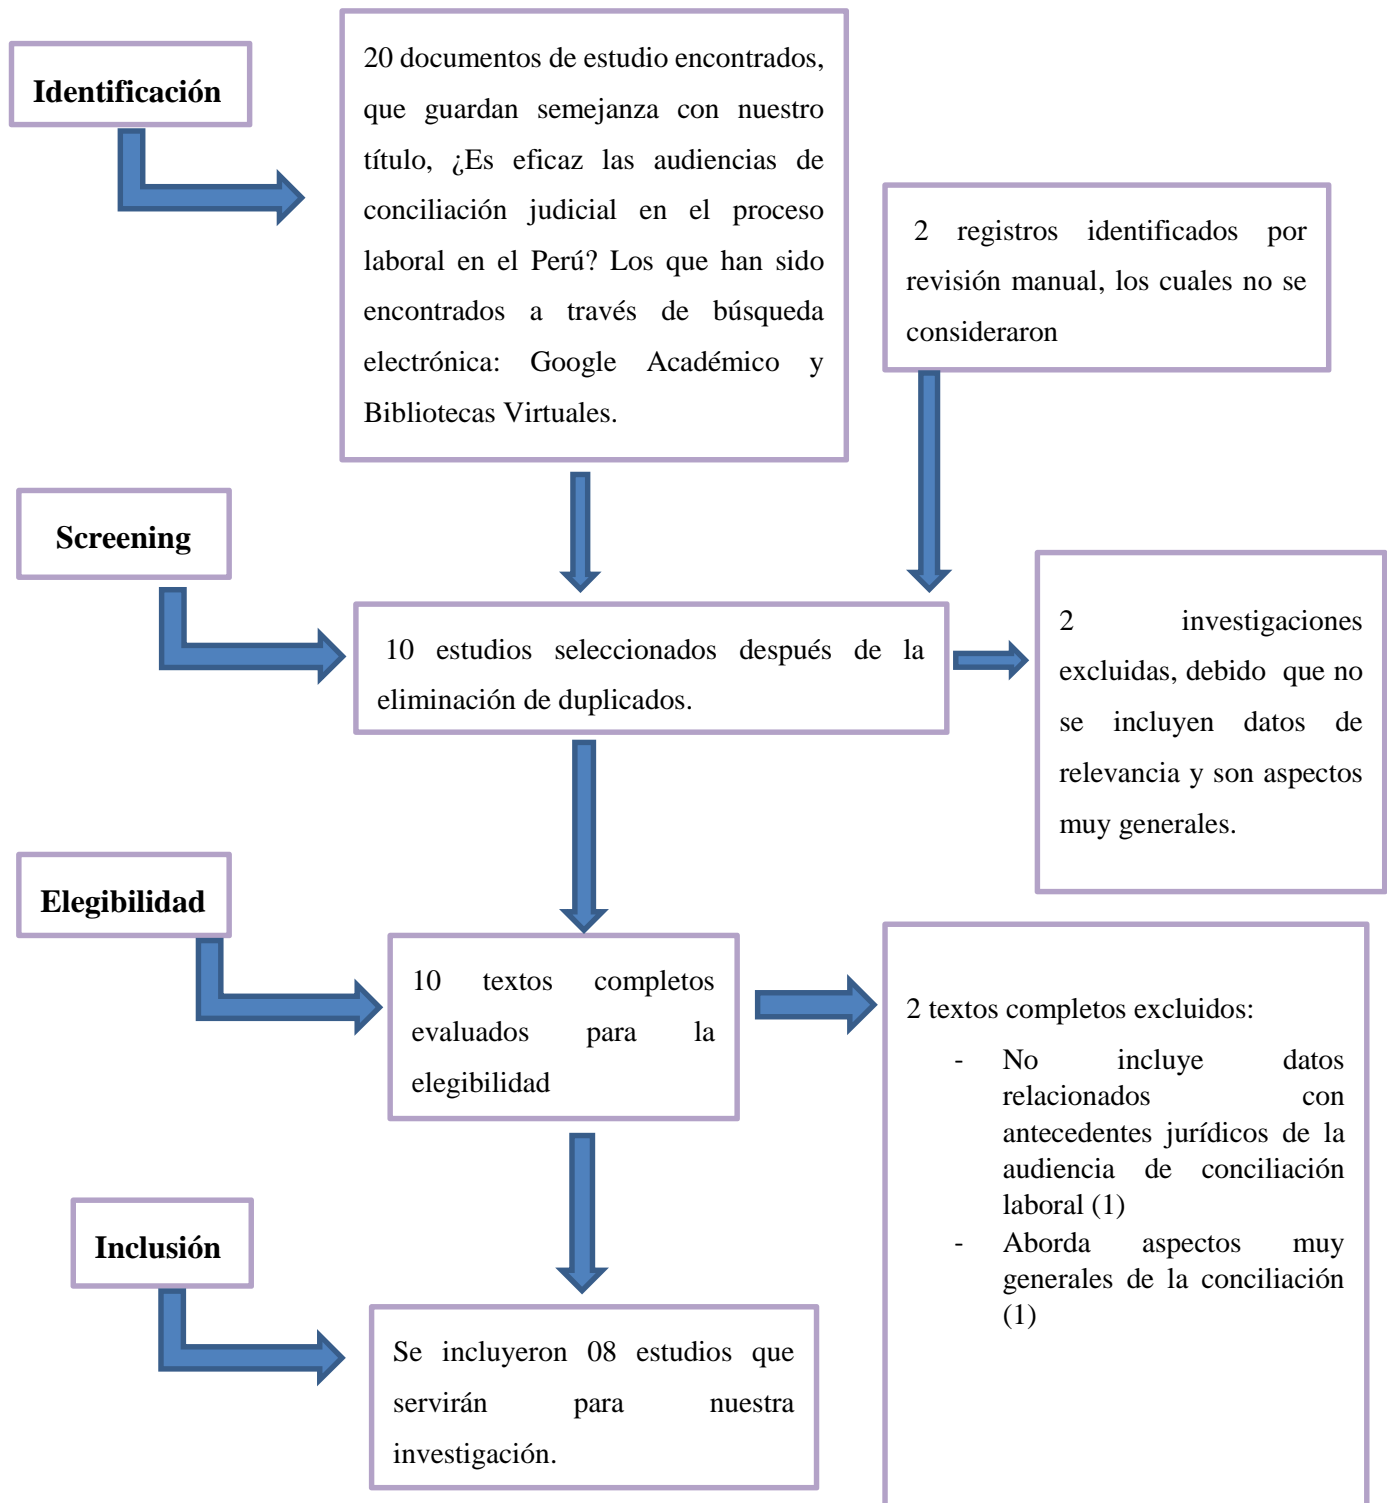 Identificación
20 documentos de estudio encontrados,
que guardan semejanza con nuestro
título, ¿Es eficaz las audiencias de
conciliación judicial en el proceso
laboral en el Perú? Los que han sido
encontrados a través de búsqueda
electrónica: Google Académico y
Bibliotecas Virtuales.
2 registros identificados por
revisión manual, los cuales no se
consideraron
Screening
10 estudios seleccionados después de la
eliminación de duplicados.
2 investigaciones
excluidas, debido que no
se incluyen datos de
relevancia y son aspectos
muy generales.
Elegibilidad
10 textos completos
evaluados para la
elegibilidad
2 textos completos excluidos:
- No incluye datos
relacionados con
antecedentes jurídicos de la
audiencia de conciliación
laboral (1)
- Aborda aspectos muy
generales de la conciliación
(1)
Inclusión
Se incluyeron 08 estudios que
servirán para nuestra
investigación.